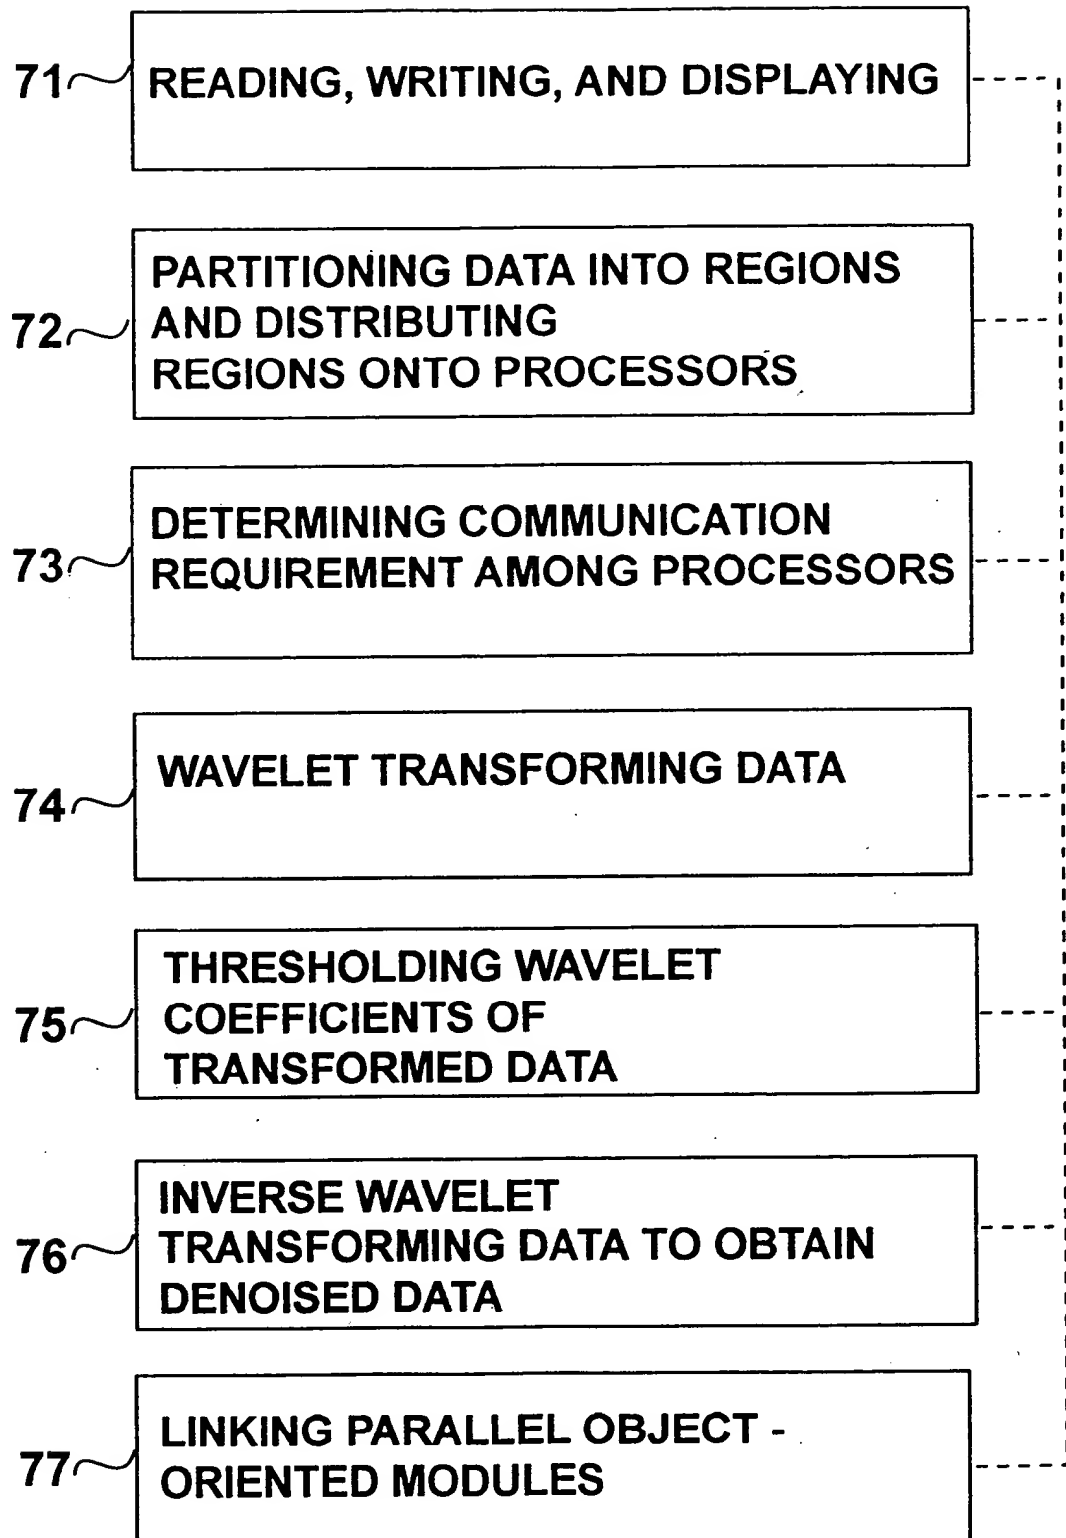 71 READING, WRITING, AND DISPLAYING
PARTITIONING DATA INTO REGIONS
72 AND DISTRIBUTING
REGIONS ONTO PROCESSORS
DETERMINING COMMUNICATION
73 REQUIREMENT AMONG PROCESSORS
WAVELET TRANSFORMING DATA
74
THRESHOLDING WAVELET
75 COEFFICIENTS OF
TRANSFORMED DATA
INVERSE WAVELET
76 TRANSFORMING DATA TO OBTAIN
DENOISED DATA
LINKING PARALLEL OBJECT -
77 ORIENTED MODULES